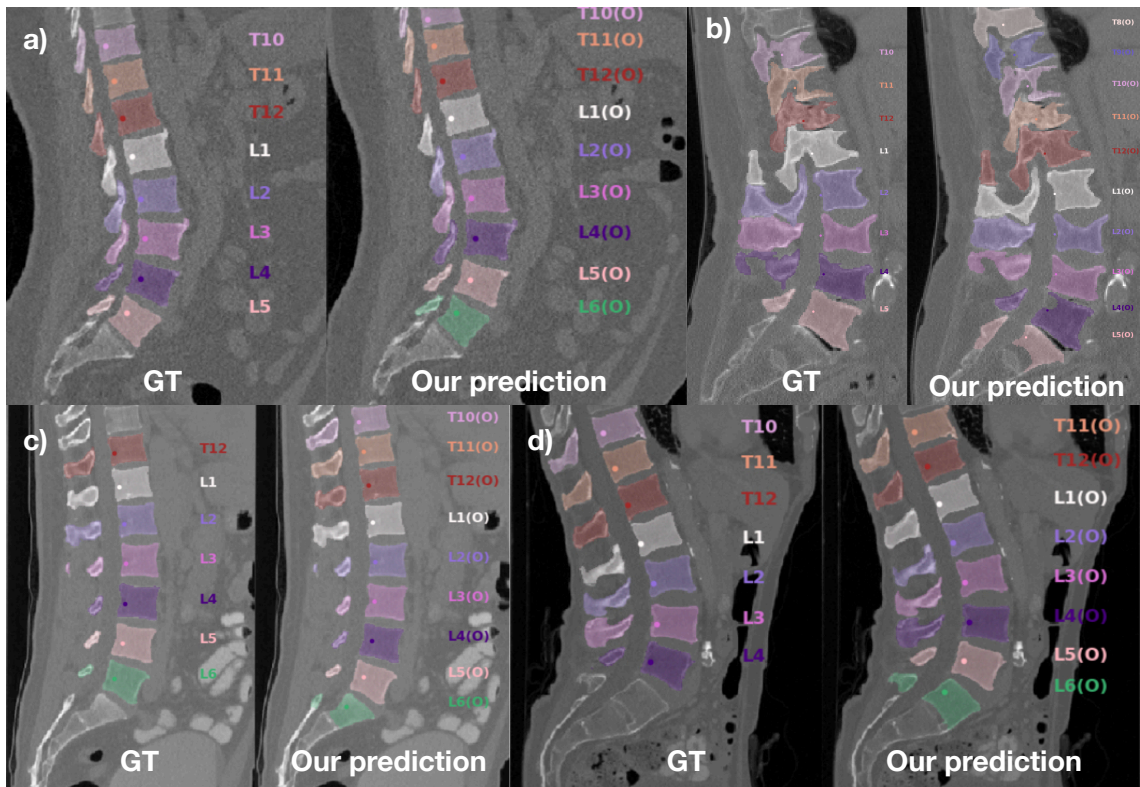 a)
T10
T11
T12
L1
L2
L3
L4
L5
GT
T10(O)
T11(O)
T12(O)
L1(O)
L2(O)
L3(O)
L4(O)
L5(O)
L6(O)
Our prediction
b)
T10
T11
T12
L1
L2
L3
L4
L5
GT
T8(O)
T10(O)
T11(O)
T12(O)
L1(O)
L2(O)
L3(O)
L4(O)
L5(O)
Our prediction
c)
T12
L1
L2
L3
L4
L5
L6
GT
T10(O)
T11(O)
T12(O)
L1(O)
L2(O)
L3(O)
L4(O)
L5(O)
L6(O)
Our prediction
d)
T10
T11
T12
L1
L2
L3
L4
GT
T11(O)
T12(O)
L1(O)
L2(O)
L3(O)
L4(O)
L5(O)
L6(O)
Our prediction